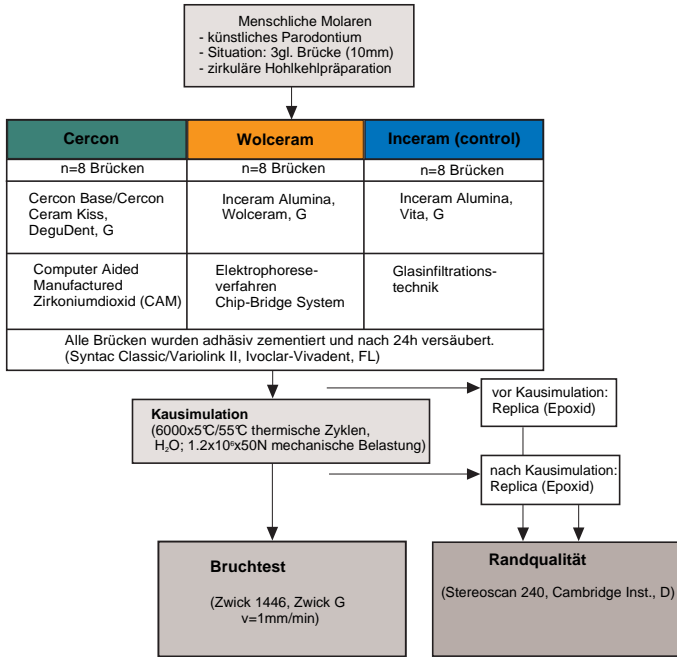 Menschliche Molaren
- künstliches Parodontium
- Situation: 3gl. Brücke (10mm)
- zirkuläre Hohlkehlpräparation
Cercon
Wolceram
Inceram (control)
n=8 Brücken
n=8 Brücken
n=8 Brücken
Cercon Base/Cercon
Ceram Kiss,
DeguDent, G
Inceram Alumina,
Wolceram, G
Inceram Alumina,
Vita, G
Computer Aided
Manufactured
Zirkoniumdioxid (CAM)
Elektrophorese-
verfahren
Chip-Bridge System
Glasinfiltrations-
technik
Alle Brücken wurden adhäsiv zementiert und nach 24h versäubert.
(Syntac Classic/Variolink II, Ivoclar-Vivadent, FL)
Kausimulation
(6000x5℃/55℃ thermische Zyklen,
H₂O; 1.2x10⁶x50N mechanische Belastung)
vor Kausimulation:
Replica (Epoxid)
nach Kausimulation:
Replica (Epoxid)
Bruchtest
(Zwick 1446, Zwick G
v=1mm/min)
Randqualität
(Stereoscan 240, Cambridge Inst., D)